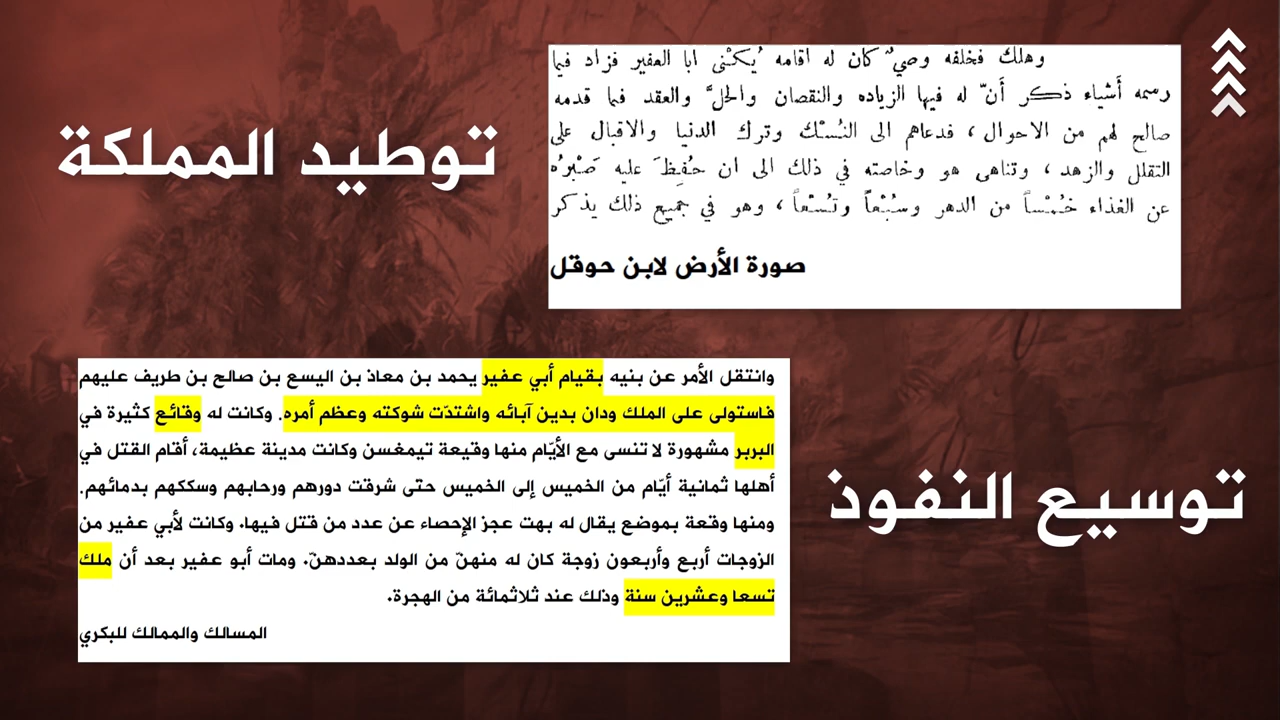 توطيد المملكة
وهلك فخلفه وصيٌ كان له اقامه يُكنى ابا العفير فزاد فيما
رسمه أشياء ذكر أنّ له فيها الزياده والنقصان والحلَّ والعقد فما قدمه
صالح لهم من الاحوال ، فدعاهم الى النُسْك وترك الدنيا والاقبال على
التقلل والزهد ، وتناهى هو وخاصته في ذلك الى ان حُفِظَ عليه صَبْرُه
عن الغذاء خمْساً من الدهر وسَبْعاً وتسْعاً ، وهو في جميع ذلك يذكر
صورة الأرض لابن حوقل
وانتقل الأمر عن بنيه بقيام أبي عفير يحمد بن معاذ بن اليسع بن صالح بن طريف عليهم
فاستولى على الملك ودان بدين آبائه واشتدّت شوكته وعظم أمره. وكانت له وقائع كثيرة في
البربر مشهورة لا تنسى مع الأيّام منها وقيعة تيمغسن وكانت مدينة عظيمة، أقام القتل في
أهلها ثمانية أيّام من الخميس إلى الخميس حتى شرقت دورهم ورحابهم وسككهم بدمائهم.
ومنها وقعة بموضع يقال له بهت عجز الإحصاء عن عدد من قتل فيها. وكانت لأبي عفير من
الزوجات أربع وأربعون زوجة كان له منهنّ من الولد بعددهنّ. ومات أبو عفير بعد أن ملك
تسعا وعشرين سنة وذلك عند ثلاثمائة من الهجرة.
المسالك والممالك للبكري
توسيع النفوذ